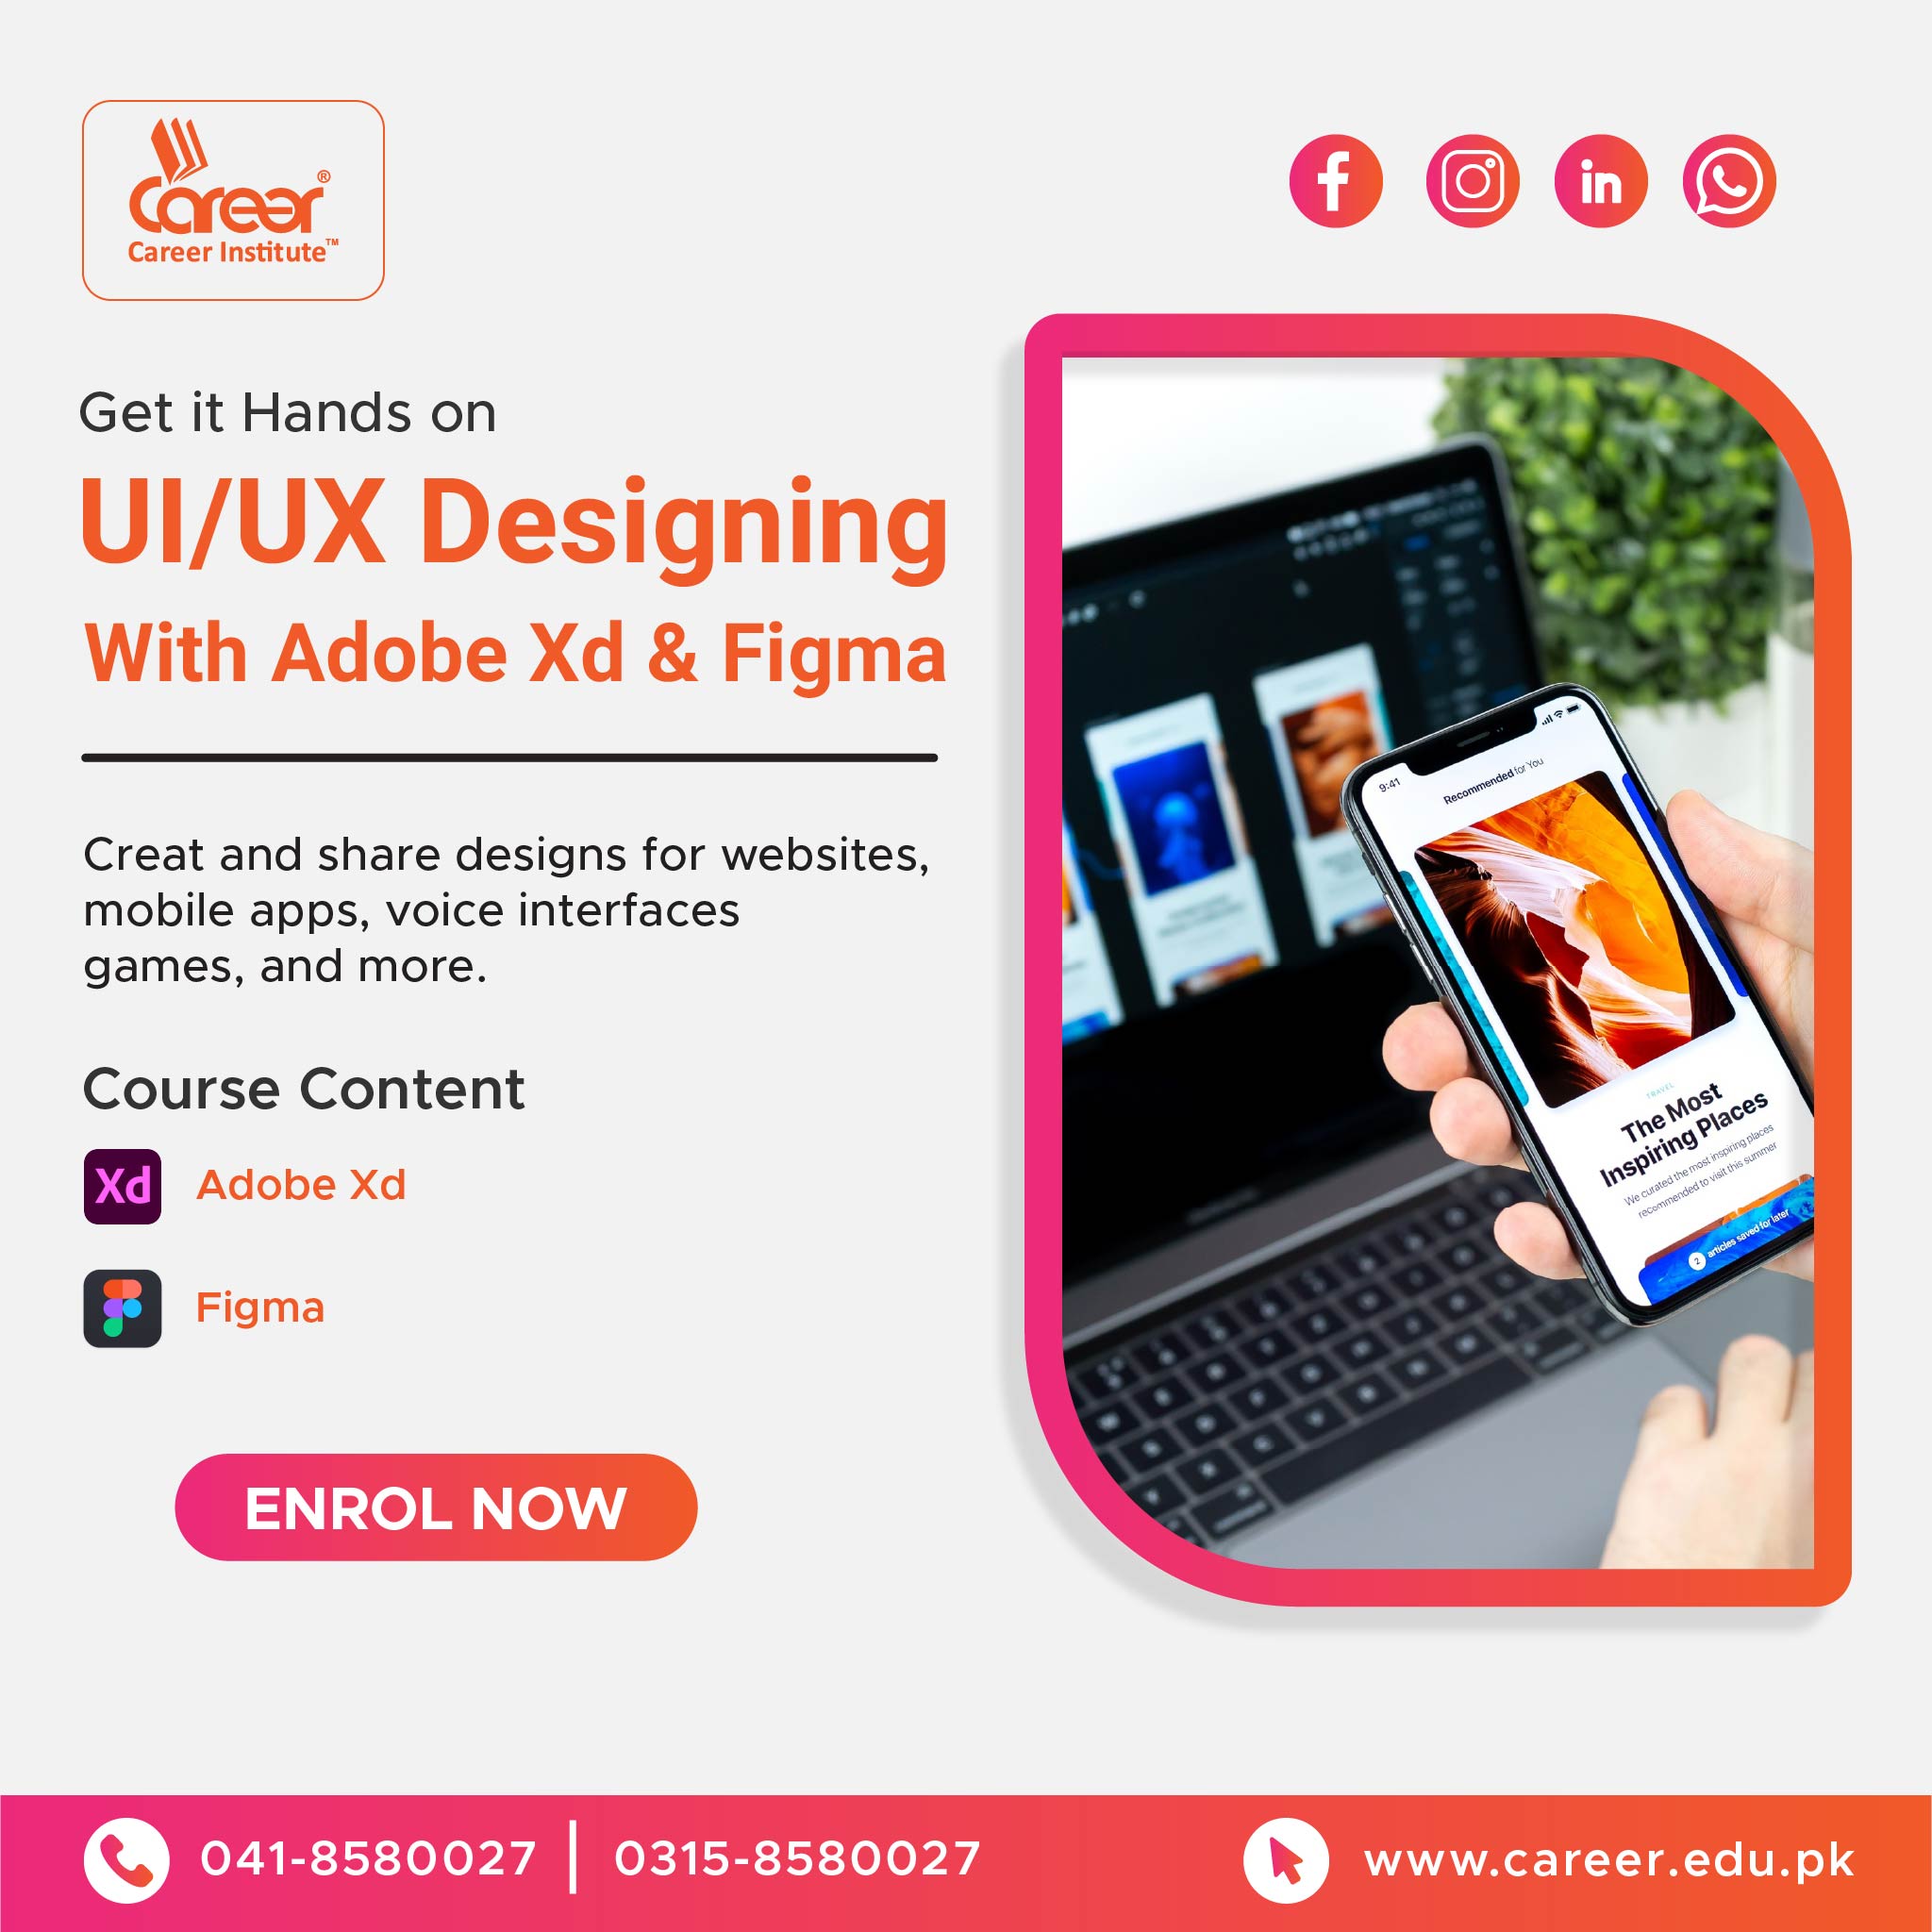 Career®
Career Institute™
Get it Hands on
UI/UX Designing
With Adobe Xd & Figma
Creat and share designs for websites,
mobile apps, voice interfaces
games, and more.
Course Content
Xd Adobe Xd
Figma
ENROL NOW
9:41
Recommended for You
TRAVEL
The Most
Inspiring Places
We curated the most inspiring places
recommended to visit this summer
2 articles saved for later
041-8580027 | 0315-8580027
www.career.edu.pk